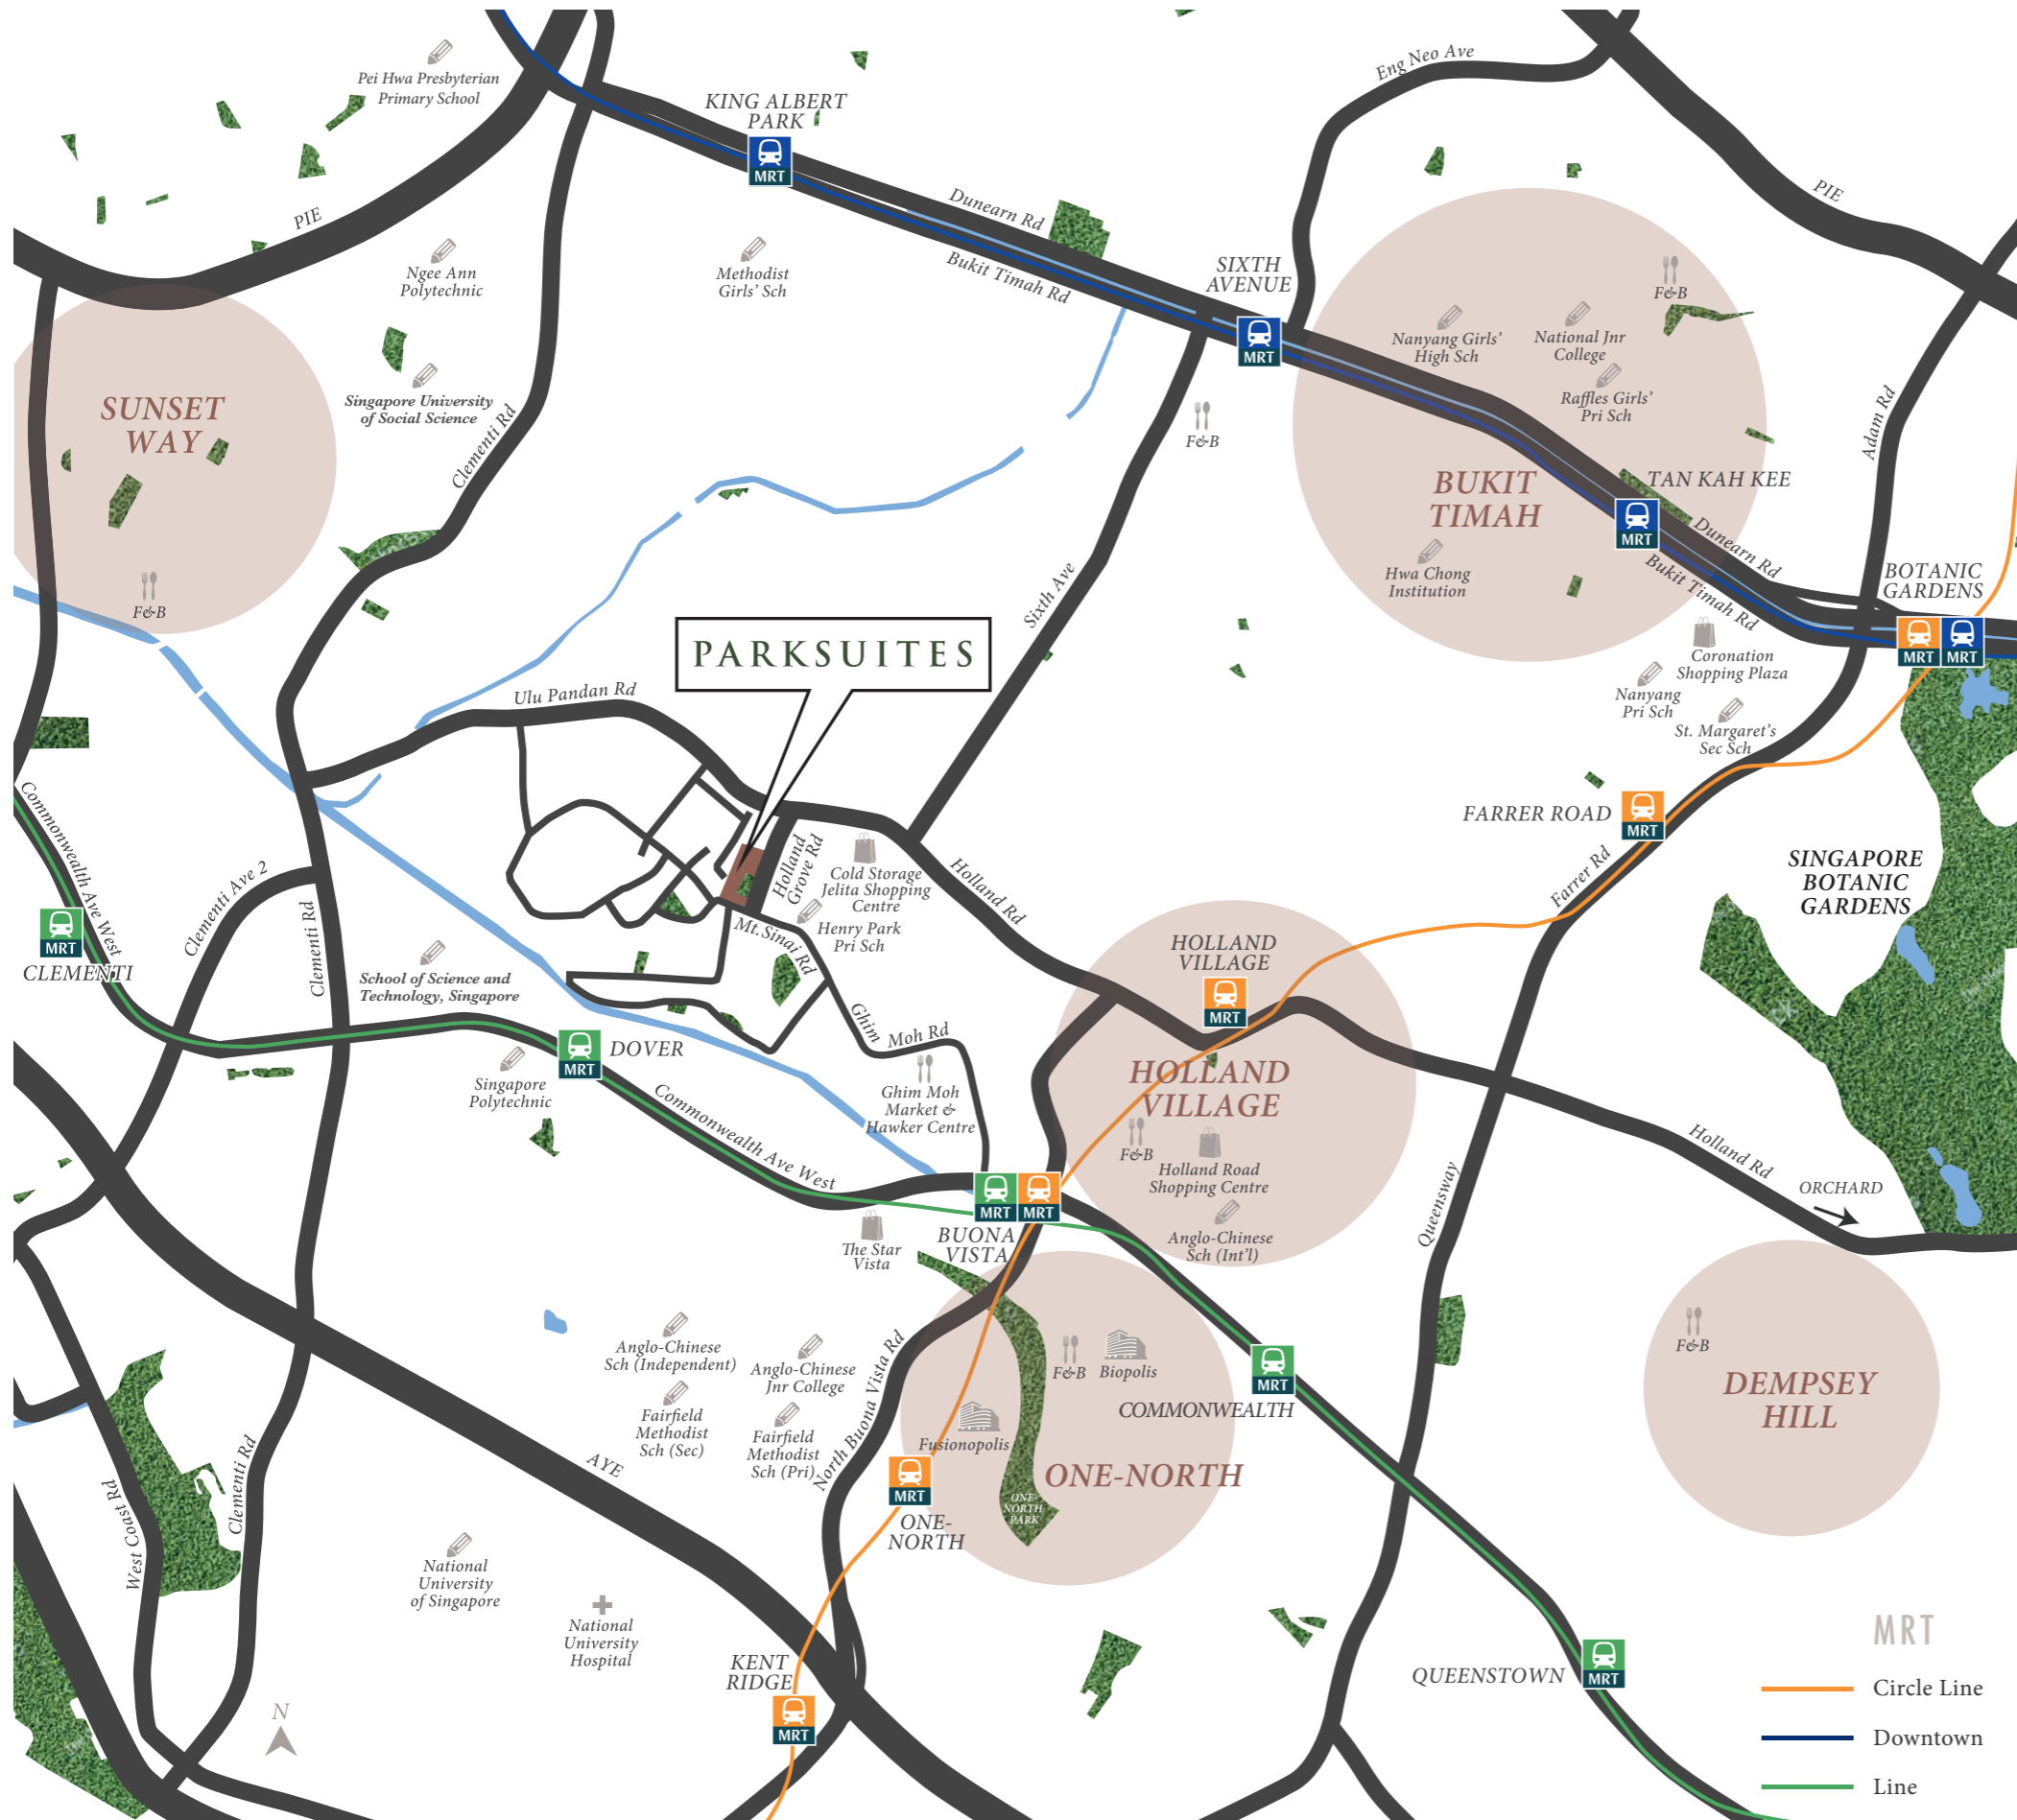 Pei Hwa Presbyterian
Primary School
KING ALBERT
PARK
MRT
Eng Neo Ave
PIE
PIE
Ngee Ann
Polytechnic
Methodist
Girls' Sch
Dunearn Rd
Bukit Timah Rd
SIXTH
AVENUE
MRT
F&B
Nanyang Girls'
High Sch
National Jnr
College
Raffles Girls'
Pri Sch
SUNSET
WAY
Singapore University
of Social Science
Clementi Rd
F&B
Adam Rd
BUKIT
TIMAH
TAN KAH KEE
MRT
Dunearn Rd
Bukit Timah Rd
Hwa Chong
Institution
BOTANIC
GARDENS
MRT
MRT
F&B
Sixth Ave
PARKSUITES
Coronation
Shopping Plaza
Nanyang
Pri Sch
St. Margaret's
Sec Sch
Ulu Pandan Rd
Commonwealth Ave West
FARRER ROAD
MRT
Holland
Grove Rd
Cold Storage
Jelita Shopping
Centre
Holland Rd
Farrer Rd
SINGAPORE
BOTANIC
GARDENS
Clementi Ave 2
MRT
CLEMENTI
Clementi Rd
Henry Park
Pri Sch
Mt.Sinai Rd
School of Science and
Technology, Singapore
HOLLAND
VILLAGE
MRT
Ghim
Moh Rd
MRT
DOVER
Singapore
Polytechnic
Commonwealth Ave West
Ghim Moh
Market &
Hawker Centre
HOLLAND
VILLAGE
F&B
Holland Road
Shopping Centre
Anglo-Chinese
Sch (Int'l)
Queensway
Holland Rd
ORCHARD
MRT
MRT
BUONA
VISTA
The Star
Vista
Anglo-Chinese
Sch (Independent)
Anglo-Chinese
Jnr College
Fairfield
Methodist
Sch (Sec)
Fairfield
Methodist
Sch (Pri)
North Buona Vista Rd
F&B
Biopolis
Fusionopolis
MRT
COMMONWEALTH
F&B
DEMPSEY
HILL
ONE-NORTH
MRT
ONE-
NORTH
ONE-
NORTH
PARK
AYE
West Coast Rd
Clementi Rd
National
University
of Singapore
National
University
Hospital
KENT
RIDGE
MRT
QUEENSTOWN
MRT
N
MRT
Circle Line
Downtown
Line